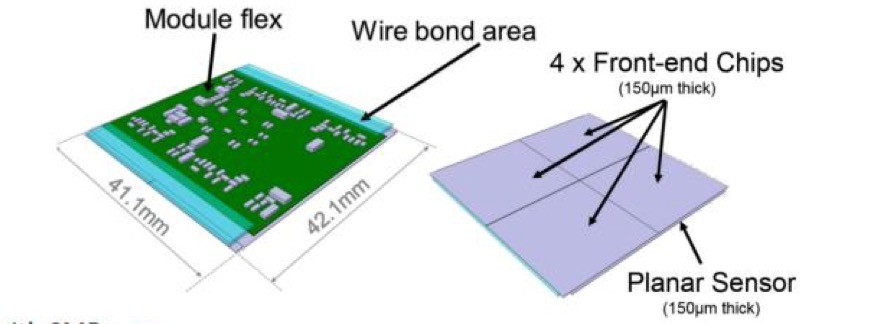 Module flex
Wire bond area
4 x Front-end Chips
(150µm thick)
41.1mm
42.1mm
Planar Sensor
(150µm thick)